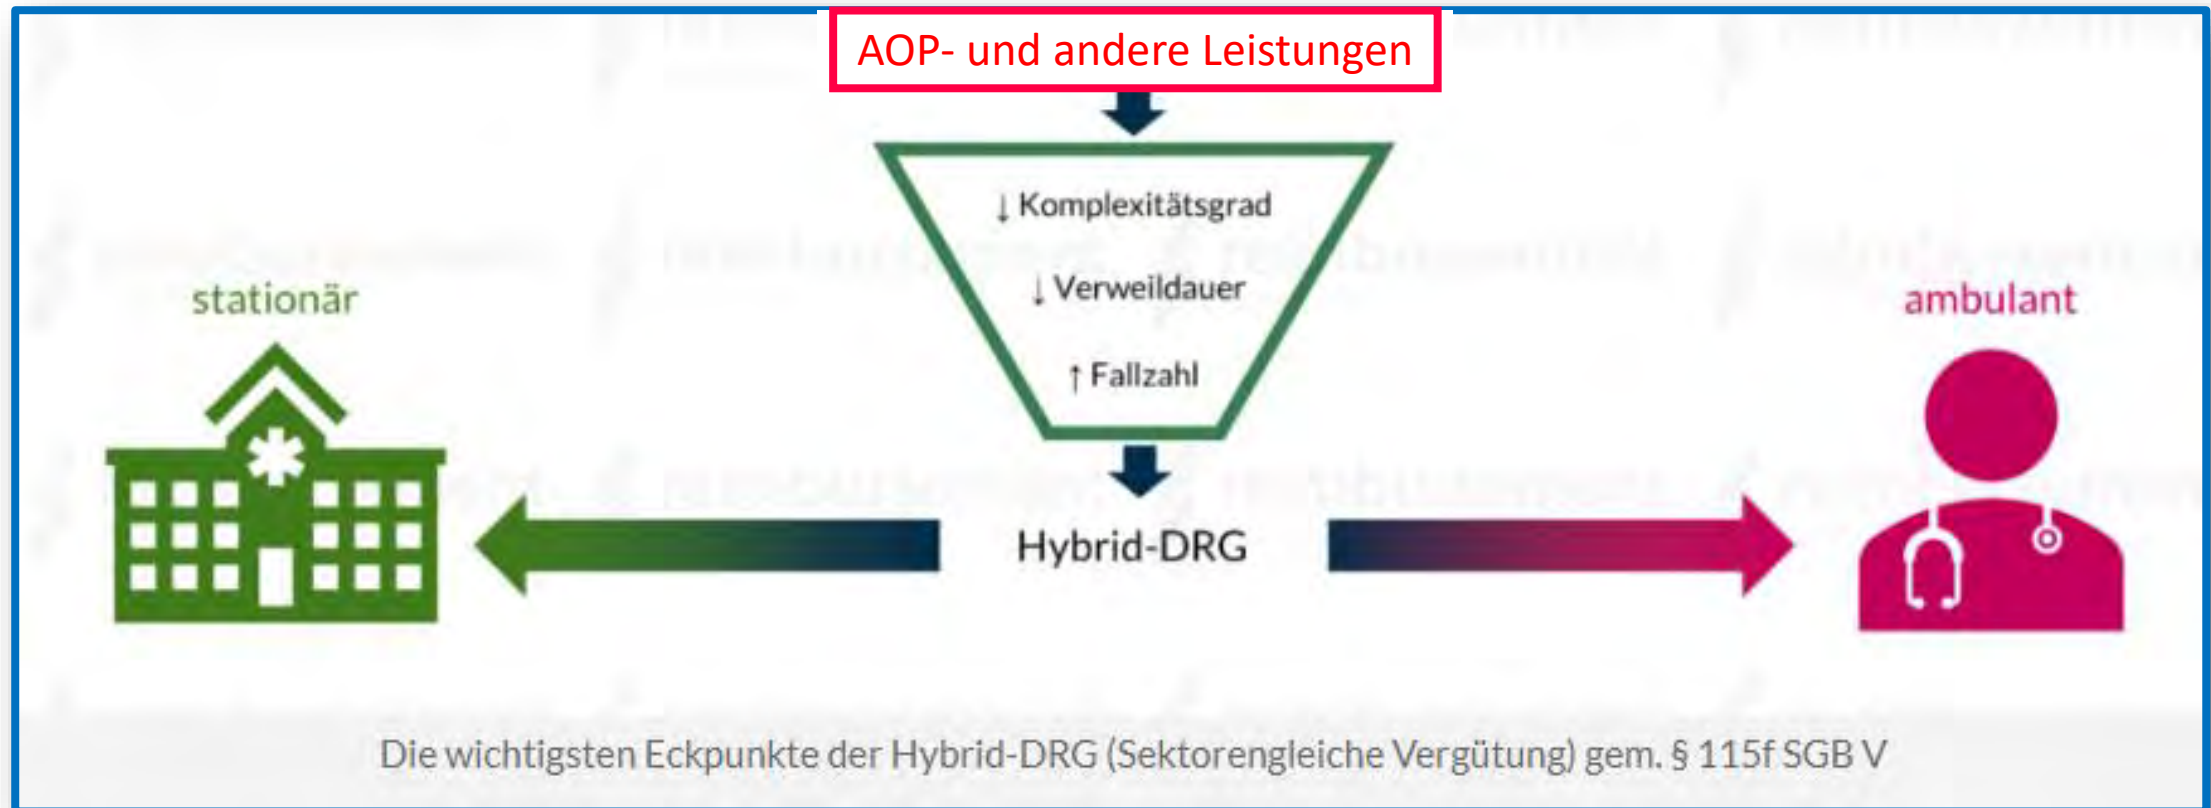 AOP- und andere Leistungen
↓ Komplexitätsgrad
↓ Verweildauer
↑ Fallzahl
stationär
ambulant
Hybrid-DRG
Die wichtigsten Eckpunkte der Hybrid-DRG (Sektorengleiche Vergütung) gem. § 115f SGB V